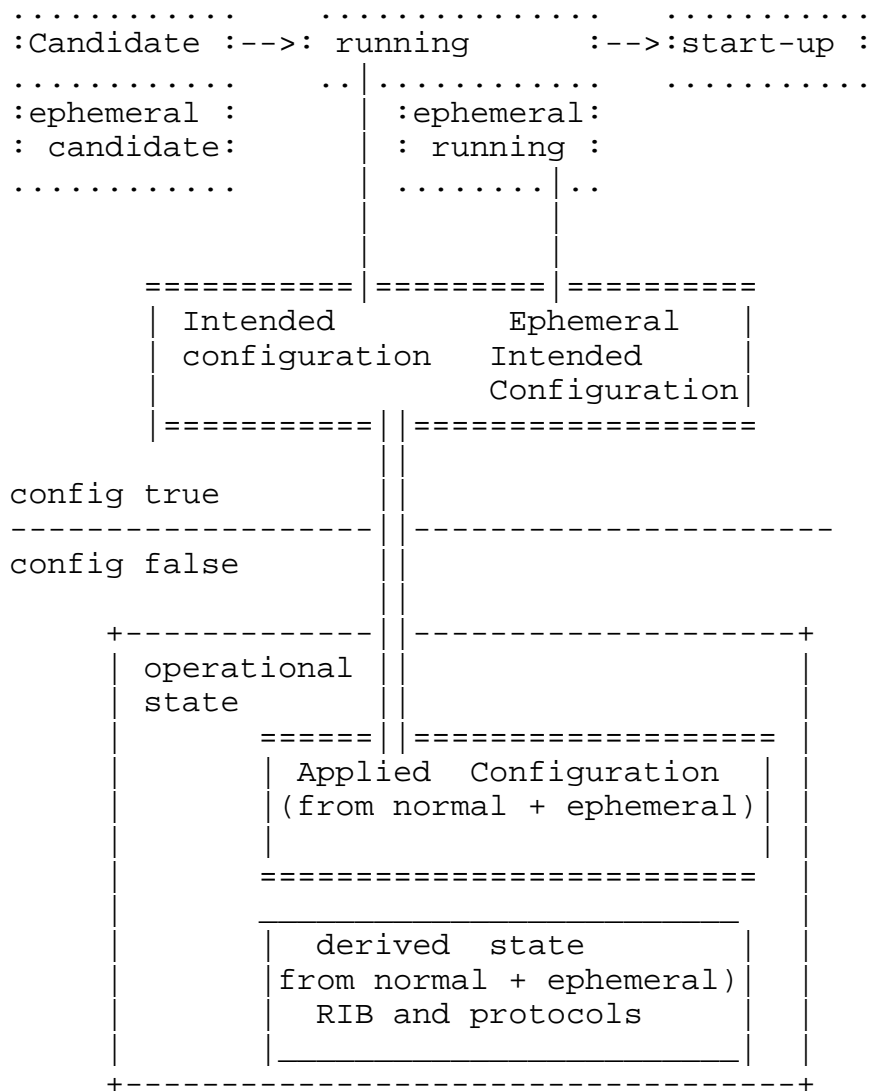 :Candidate :-->: running :-->:start-up :
:ephemeral : :ephemeral:
: candidate: : running :
Intended Ephemeral
configuration Intended
Configuration
config true
config false
operational
state
Applied Configuration
(from normal + ephemeral)
derived state
from normal + ephemeral)
RIB and protocols